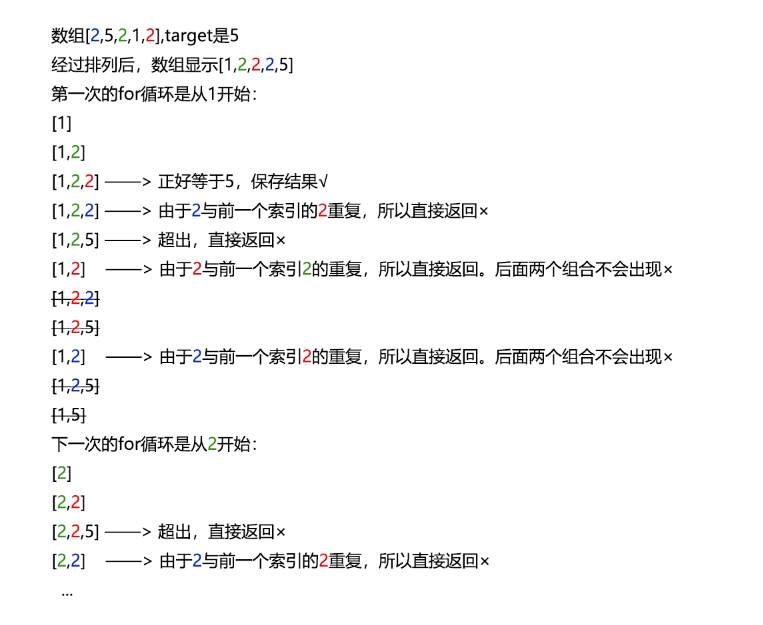 数组[2,5,2,1,2],target是5
经过排列后，数组显示[1,2,2,2,5]
第一次的for循环是从1开始：
[1]
[1,2]
[1,2,2] ——> 正好等于5，保存结果√
[1,2,2] ——> 由于2与前一个索引的2重复，所以直接返回×
[1,2,5] ——> 超出，直接返回×
[1,2] ——> 由于2与前一个索引2的重复，所以直接返回。后面两个组合不会出现×
[1,2,2]
[1,2,5]
[1,2] ——> 由于2与前一个索引2的重复，所以直接返回。后面两个组合不会出现×
[1,2,5]
[1,5]
下一次的for循环是从2开始：
[2]
[2,2]
[2,2,5] ——> 超出，直接返回×
[2,2] ——> 由于2与前一个索引的2重复，所以直接返回×
...